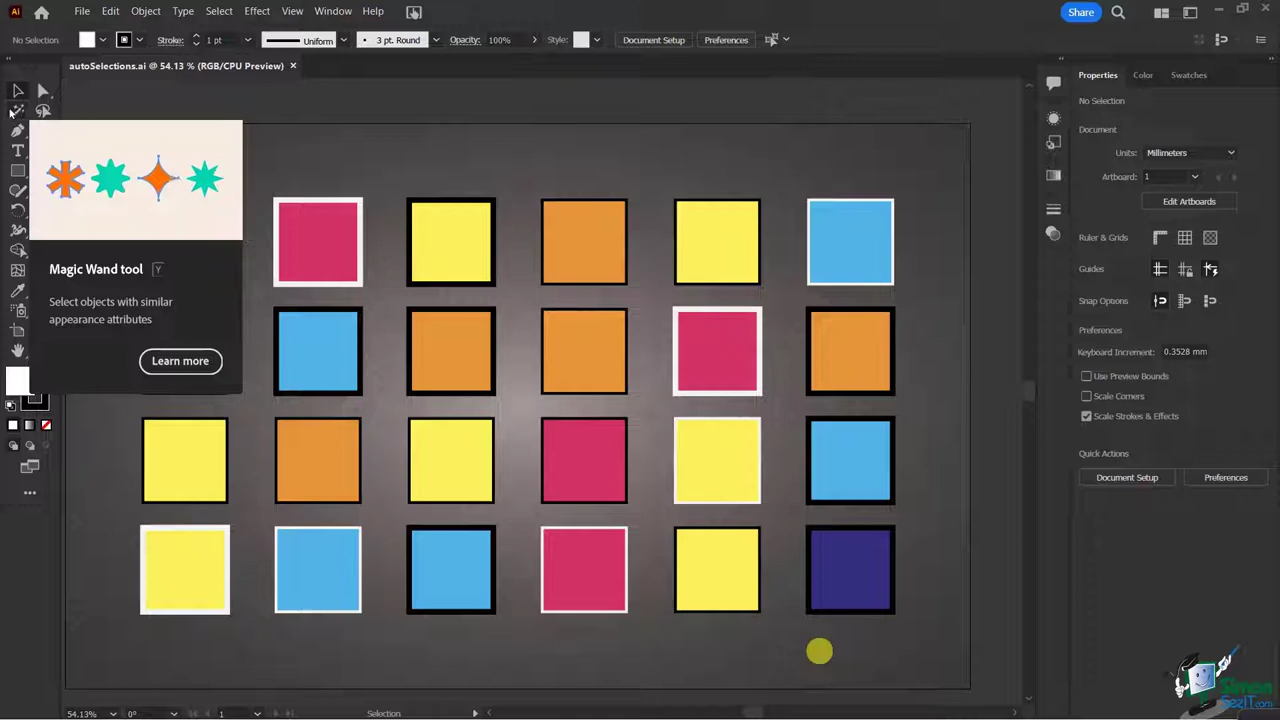 Ai
File Edit Object Type Select Effect View Window Help
Share
No Selection
Stroke:
1 pt
Uniform
3 pt. Round
Opacity:
100%
Style:
Document Setup
Preferences
autoSelections.ai @ 54.13 % (RGB/CPU Preview)
Properties
Color
Swatches
No Selection
Document
Units:
Millimeters
Artboard:
1
Edit Artboards
Ruler & Grids
Guides
Snap Options
Preferences
Keyboard Increment:
0.3528 mm
Use Preview Bounds
Scale Corners
Scale Strokes & Effects
Quick Actions
Document Setup
Preferences
T
Magic Wand tool
Y
Select objects with similar
appearance attributes
Learn more
54.13%
0°
1
Selection
Simon
SezIT.com